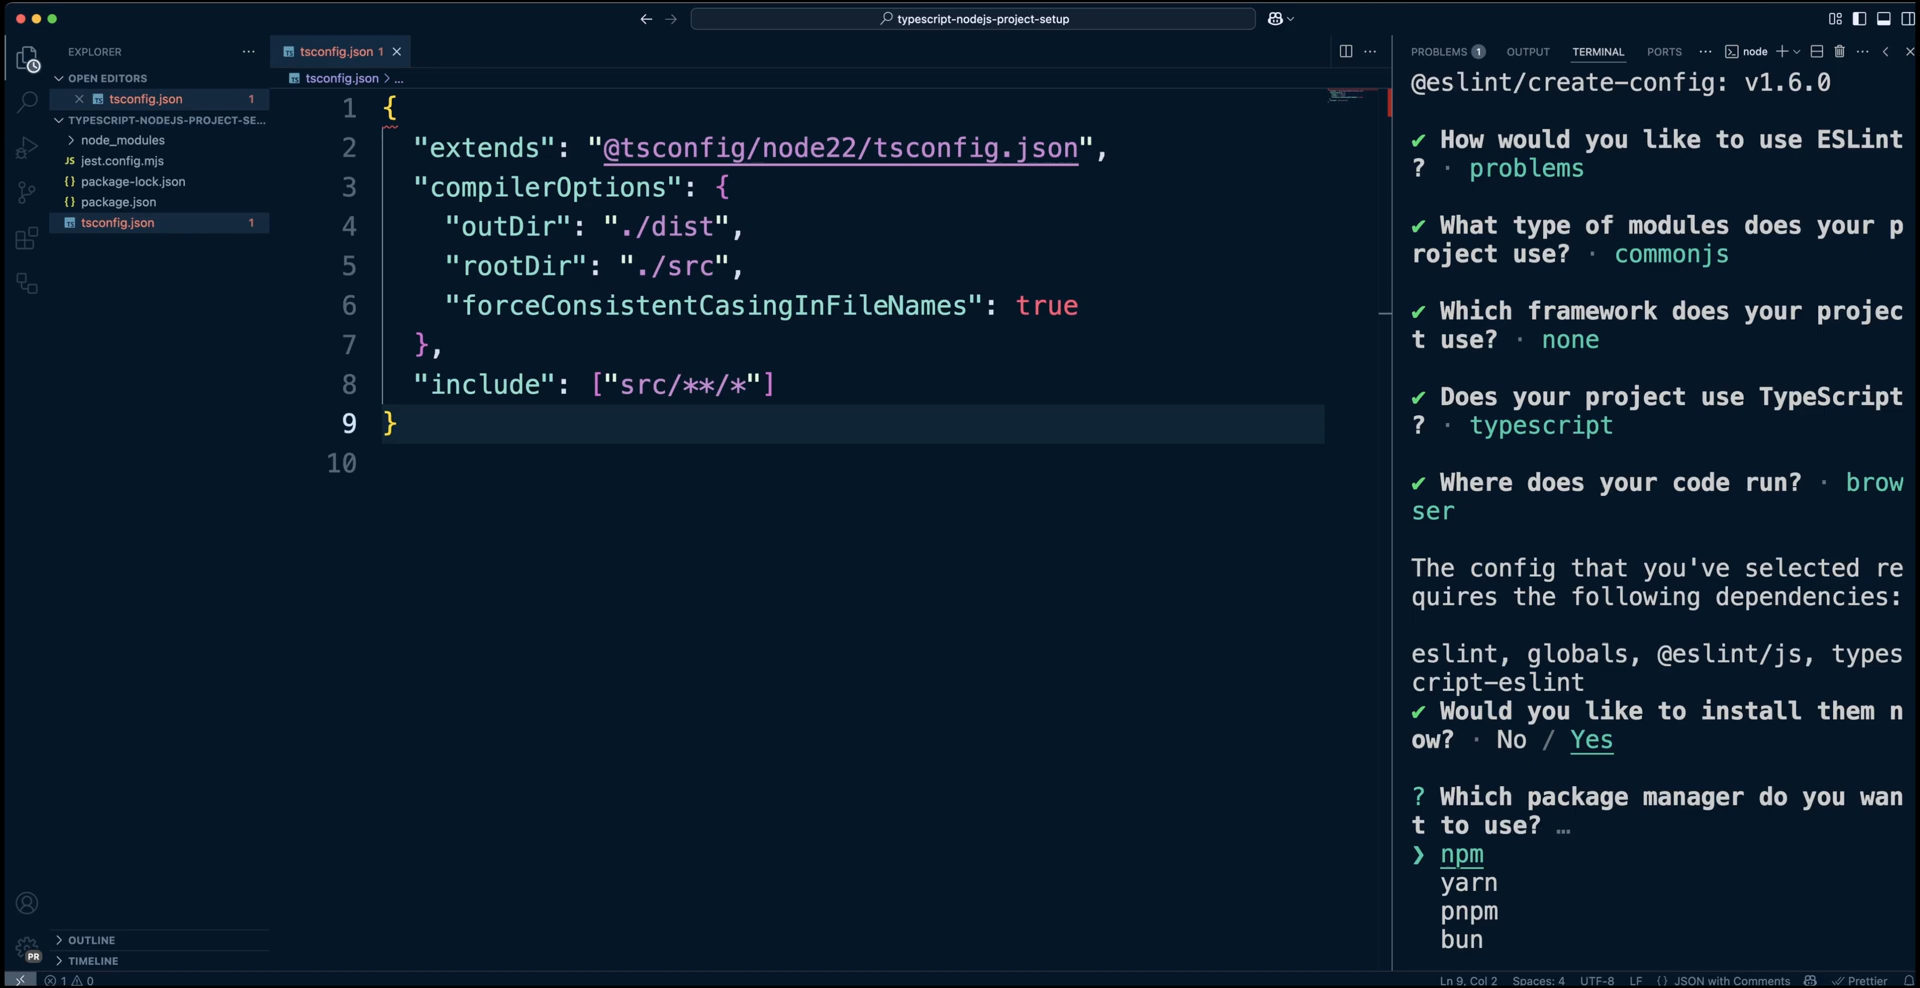 typescript-nodejs-project-setup
EXPLORER
OPEN EDITORS
tsconfig.json 1
TYPESCRIPT-NODEJS-PROJECT-SE...
node_modules
JS jest.config.mjs
{} package-lock.json
{} package.json
TS tsconfig.json 1
OUTLINE
TIMELINE
PR
TS tsconfig.json 1
TS tsconfig.json > ...
1 {
2 "extends": "@tsconfig/node22/tsconfig.json",
3 "compilerOptions": {
4 "outDir": "./dist",
5 "rootDir": "./src",
6 "forceConsistentCasingInFileNames": true
7 },
8 "include": ["src/**/*"]
9 }
10
PROBLEMS 1 OUTPUT TERMINAL PORTS ... node
@eslint/create-config: v1.6.0
✔ How would you like to use ESLint
? · problems
✔ What type of modules does your p
roject use? · commonjs
✔ Which framework does your projec
t use? · none
✔ Does your project use TypeScript
? · typescript
✔ Where does your code run? · brow
ser
The config that you've selected re
quires the following dependencies:
eslint, globals, @eslint/js, types
cript-eslint
✔ Would you like to install them n
ow? · No / Yes
? Which package manager do you wan
t to use? …
❯ npm
yarn
pnpm
bun
1 0
Ln 9, Col 2 Spaces: 4 UTF-8 LF {} JSON with Comments Prettier